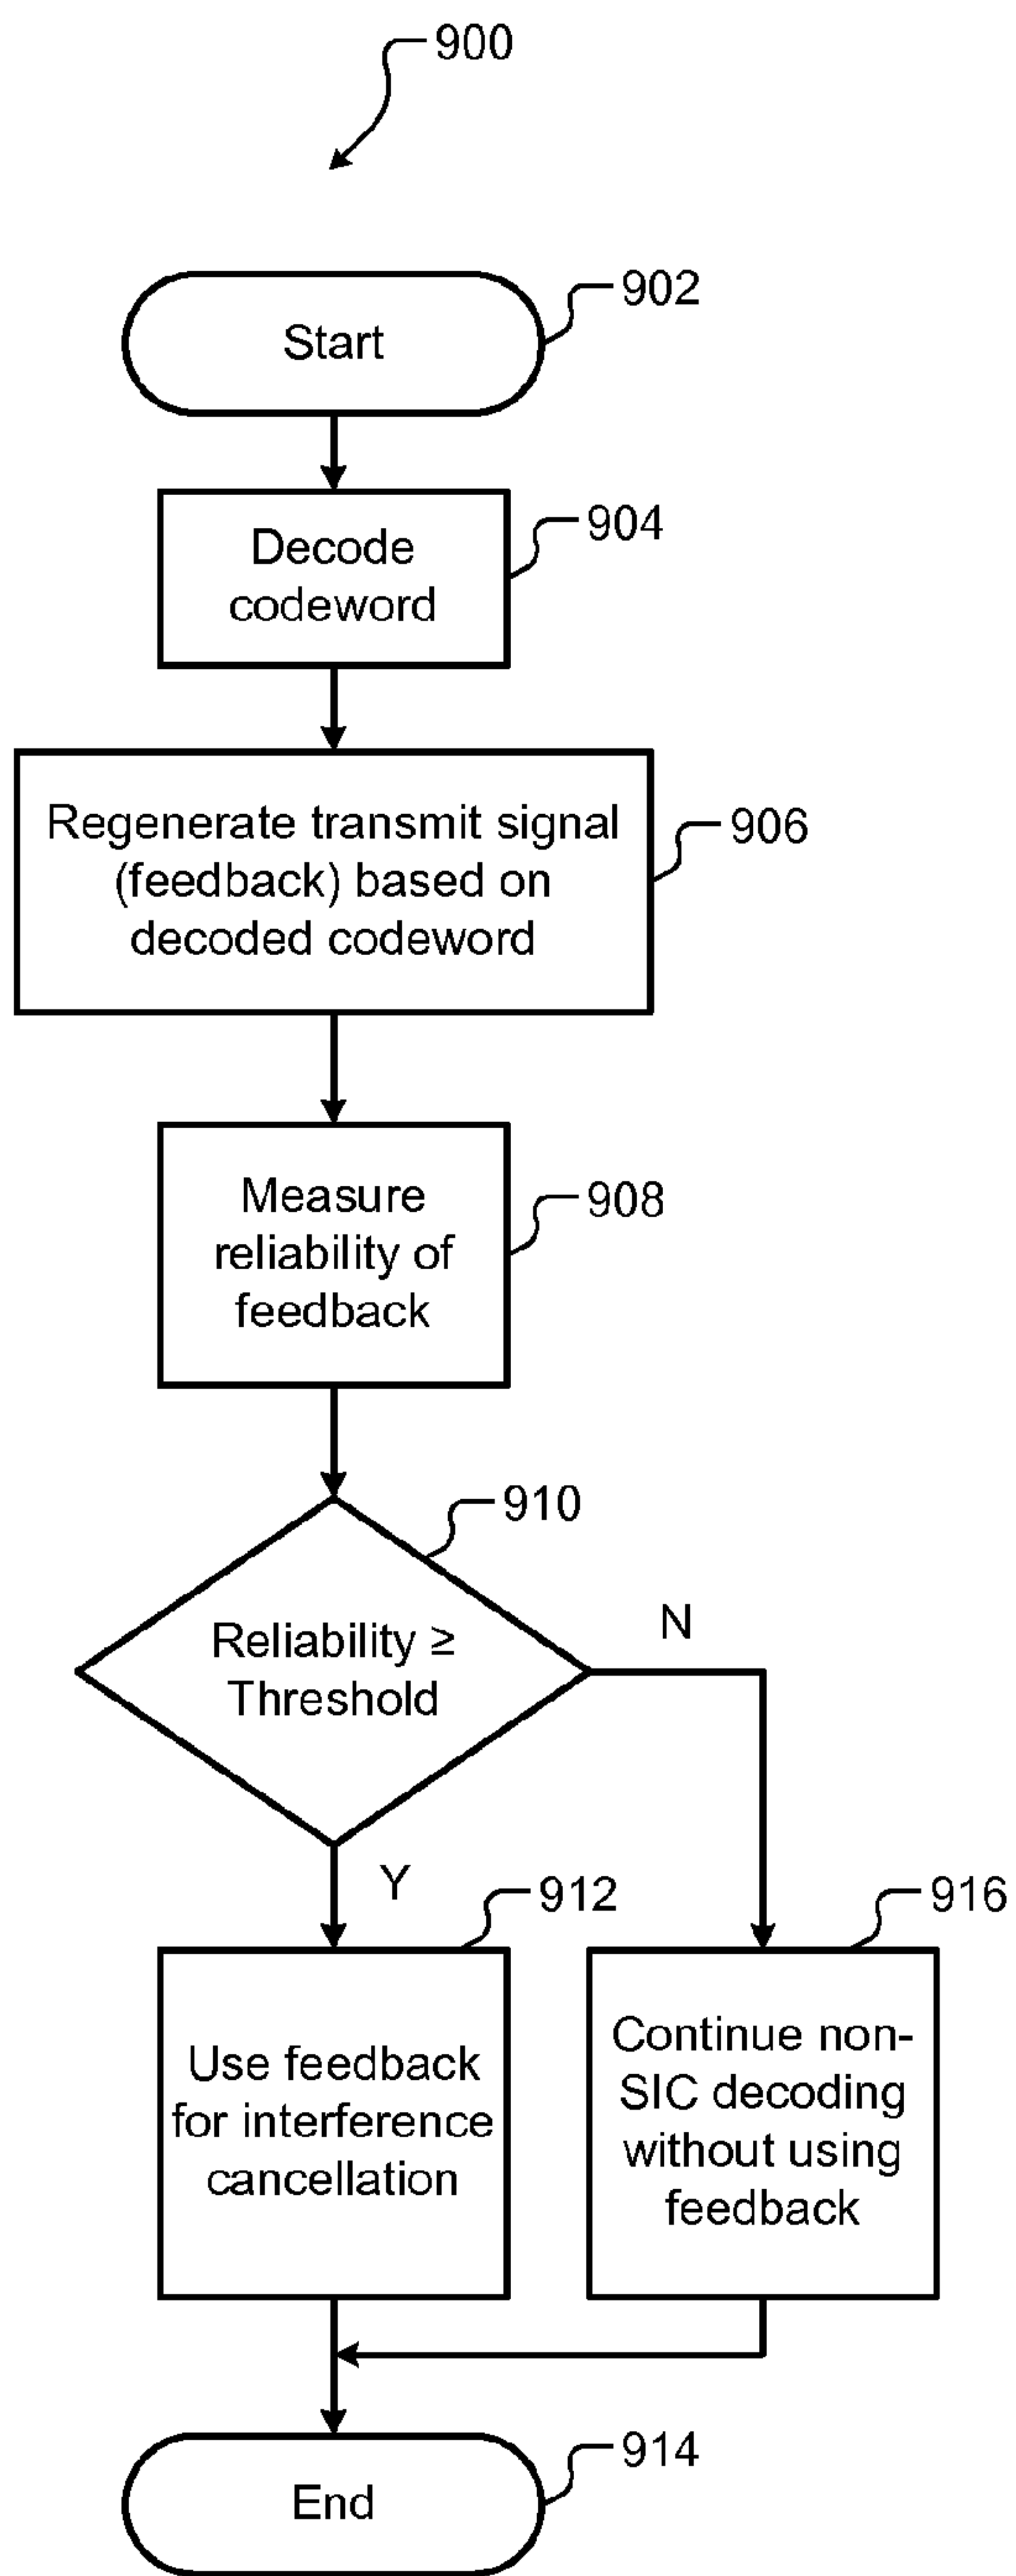 900
902
Start
904
Decode
codeword
906
Regenerate transmit signal
(feedback) based on
decoded codeword
908
Measure
reliability of
feedback
910
Reliability ≥
Threshold
N
Y
912
916
Use feedback
for interference
cancellation
Continue non-
SIC decoding
without using
feedback
914
End